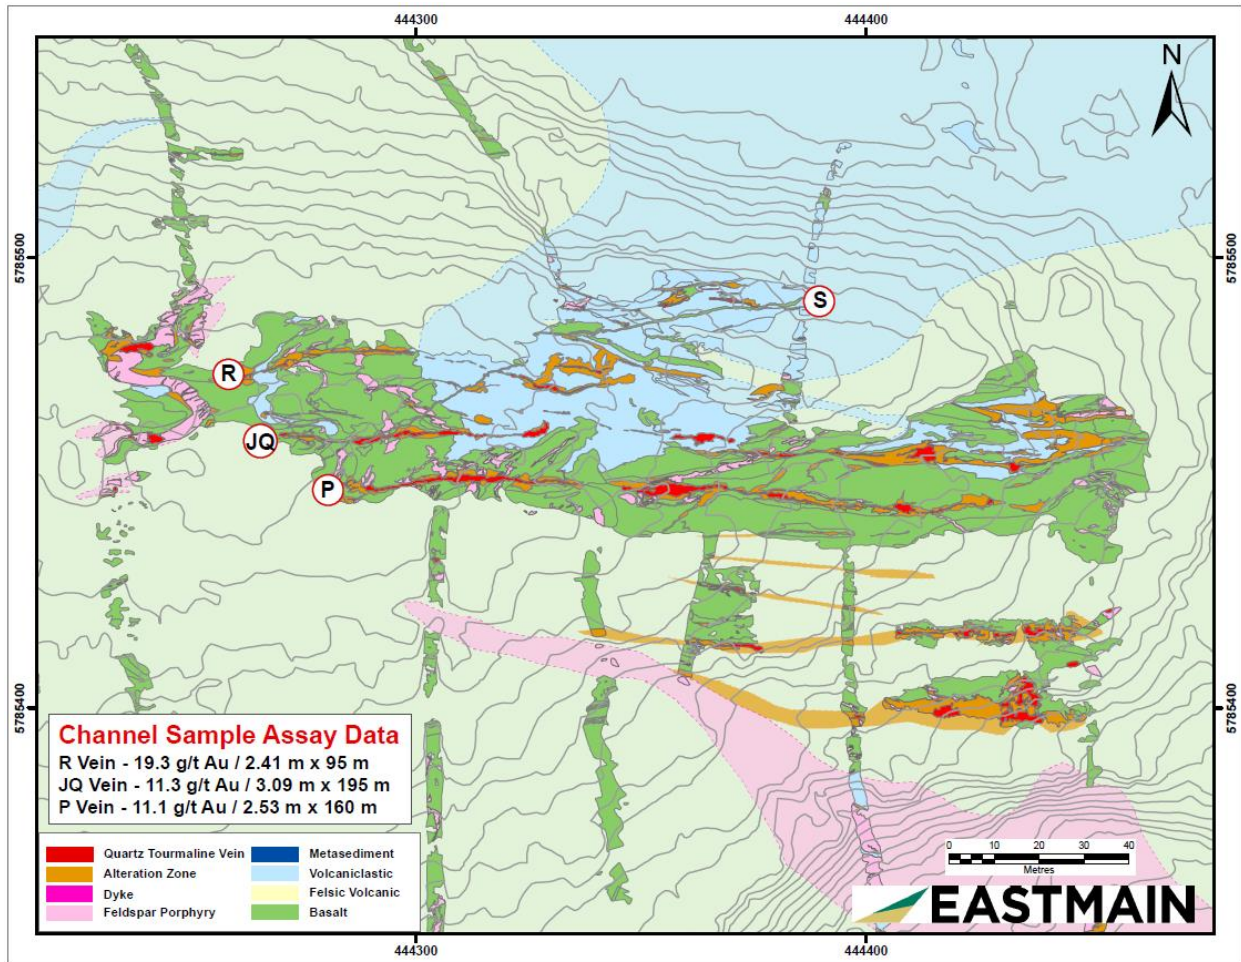 444300 444400
N
5785500 5785500
S
R
JQ
P
5785400 5785400
Channel Sample Assay Data
R Vein - 19.3 g/t Au / 2.41 m x 95 m
JQ Vein - 11.3 g/t Au / 3.09 m x 195 m
P Vein - 11.1 g/t Au / 2.53 m x 160 m
Quartz Tourmaline Vein Metasediment
Alteration Zone Volcaniclastic
Dyke Felsic Volcanic
Feldspar Porphyry Basalt
0 10 20 30 40
Metres
EASTMAIN
444300 444400